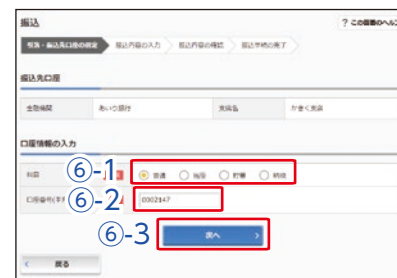 振込
? この画面のヘル
引落・振込先口座の指定
振込内容の入力
振込内容の確認
振込手続の完了
振込先口座
金融機関 あいう銀行 支店名 かきく支店
口座情報の入力
科目 ⑥-1 普通 当座 貯蓄 納税
口座番号(半角 ⑥-2 0002147
⑥-3 次へ
戻る